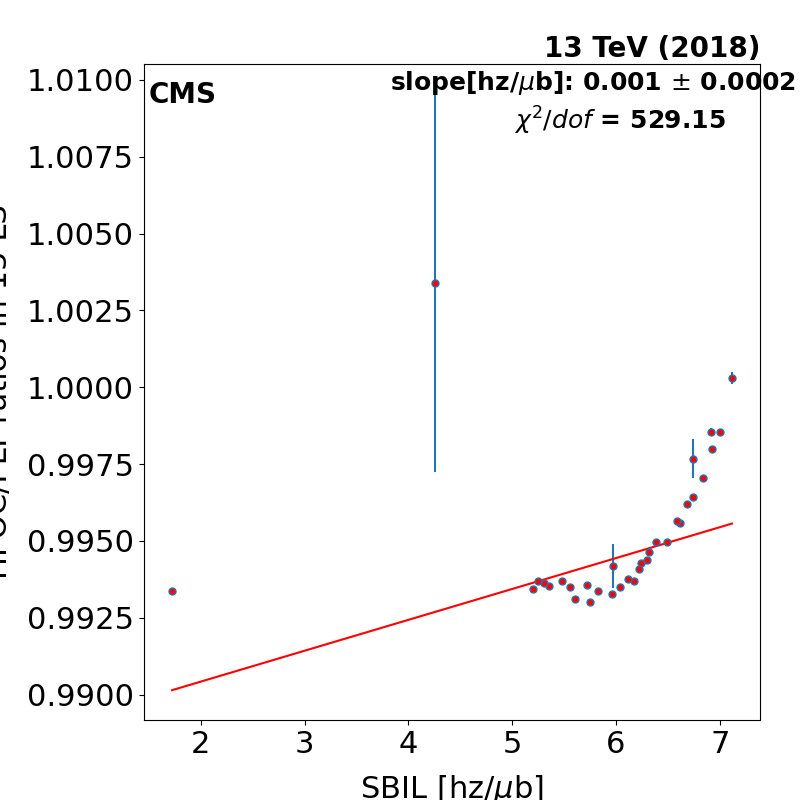 13 TeV (2018)
CMS
slope[hz/μb]: 0.001 ± 0.0002
χ²/dof = 529.15
1.0100
1.0075
1.0050
1.0025
1.0000
0.9975
0.9950
0.9925
0.9900
2 3 4 5 6 7
SBIL [hz/μb]